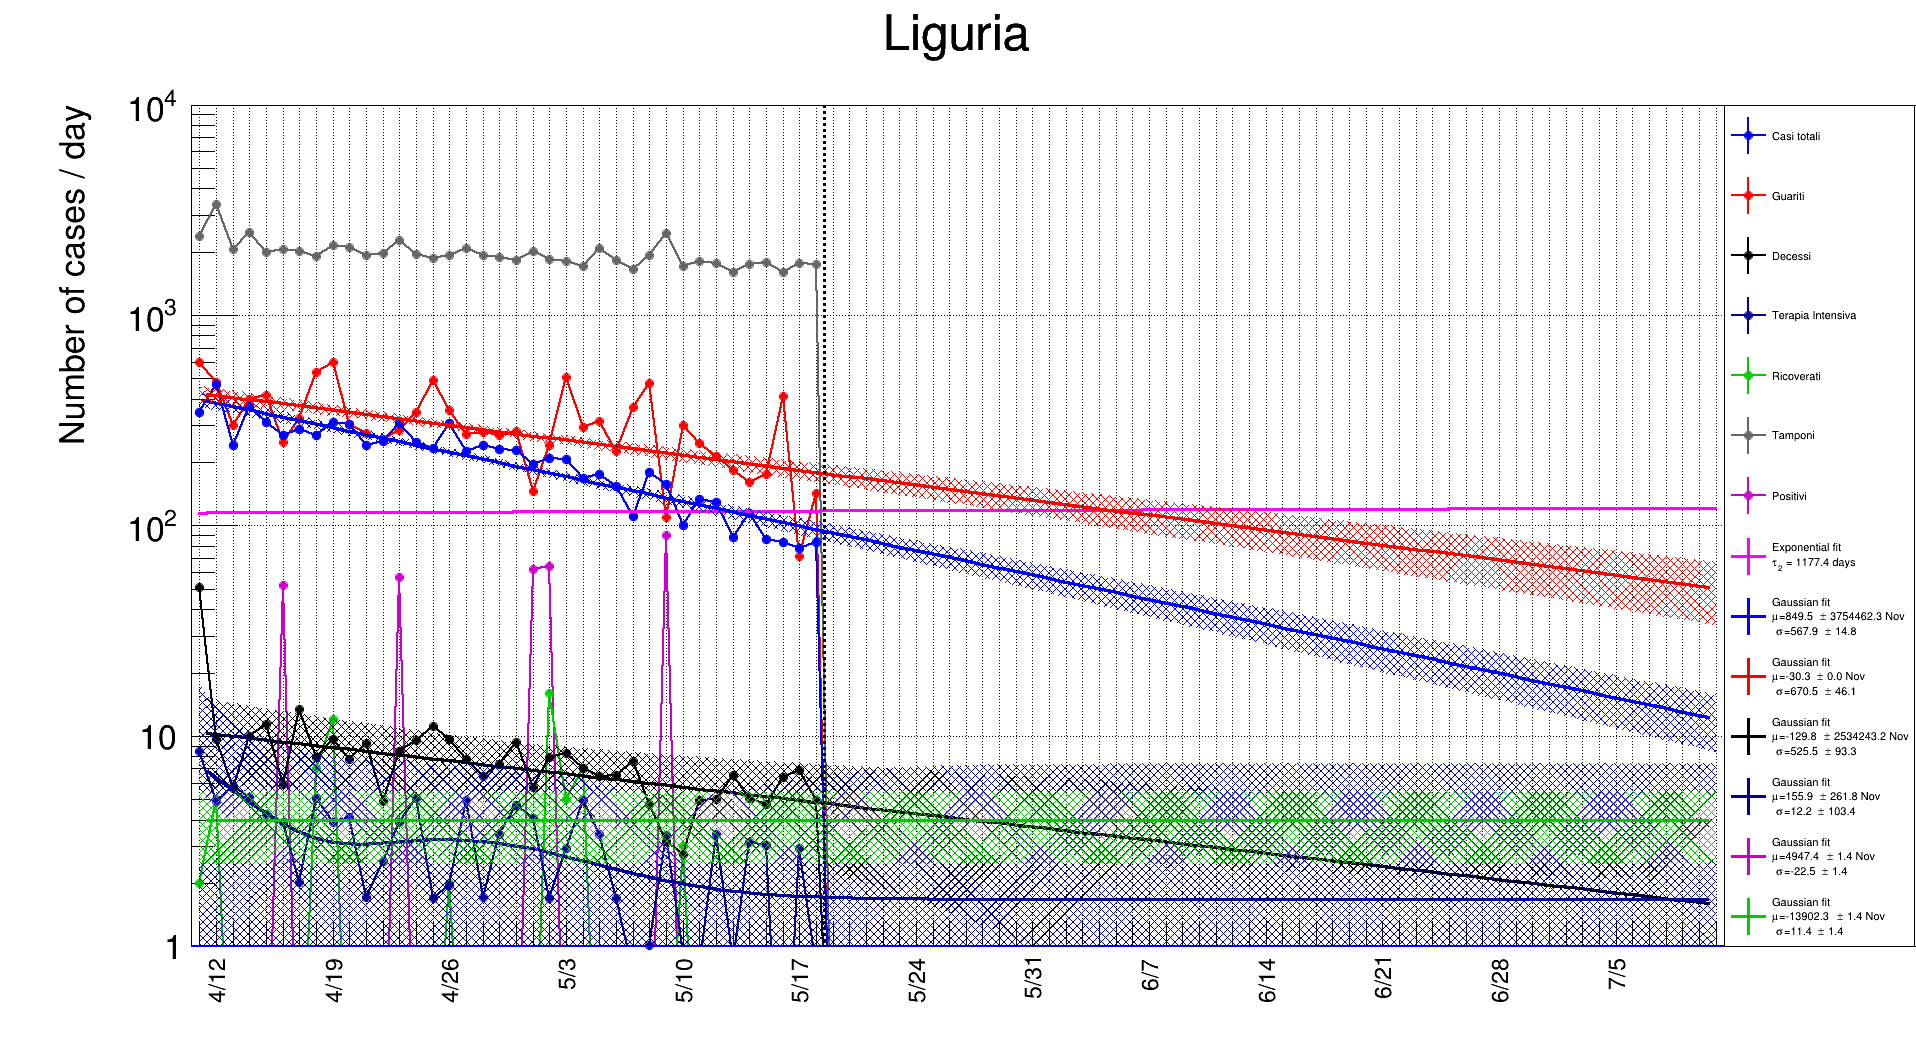 Liguria
Number of cases / day
10^4
10^3
10^2
10
1
4/12
4/19
4/26
5/3
5/10
5/17
5/24
5/31
6/7
6/14
6/21
6/28
7/5
Casi totali
Guariti
Decessi
Terapia Intensiva
Ricoverati
Tamponi
Positivi
Exponential fit
τ₂ = 1177.4 days
Gaussian fit
μ=849.5 ± 3754462.3 Nov
σ=567.9 ± 14.8
Gaussian fit
μ=-30.3 ± 0.0 Nov
σ=670.5 ± 46.1
Gaussian fit
μ=-129.8 ± 2534243.2 Nov
σ=525.5 ± 93.3
Gaussian fit
μ=155.9 ± 261.8 Nov
σ=12.2 ± 103.4
Gaussian fit
μ=4947.4 ± 1.4 Nov
σ=-22.5 ± 1.4
Gaussian fit
μ=-13902.3 ± 1.4 Nov
σ=11.4 ± 1.4